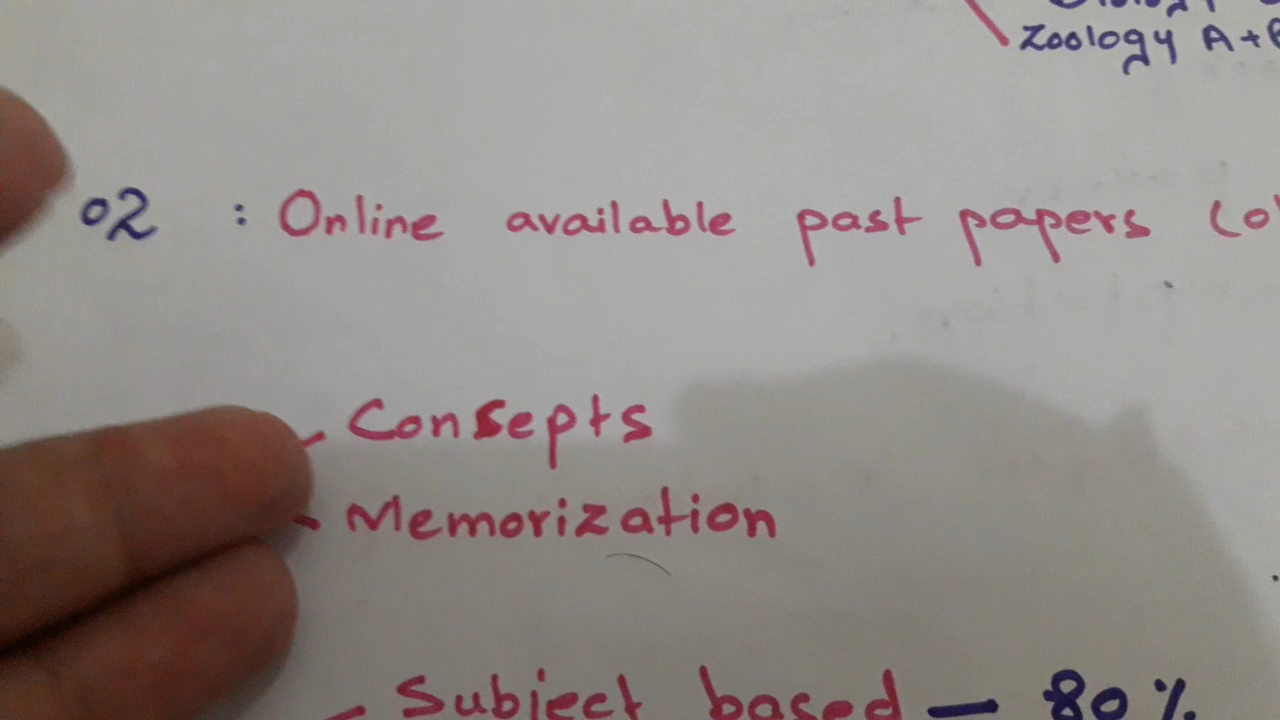 Zoology A+
02 : Online available past papers (o
Consepts
Memorization
Subject based — 80%